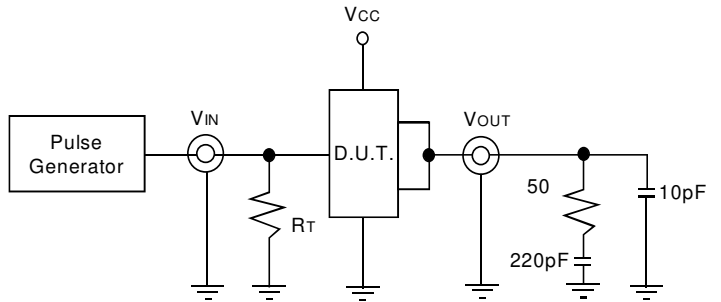 VCC
Pulse
Generator
VIN
RT
D.U.T.
VOUT
50
220pF
10pF